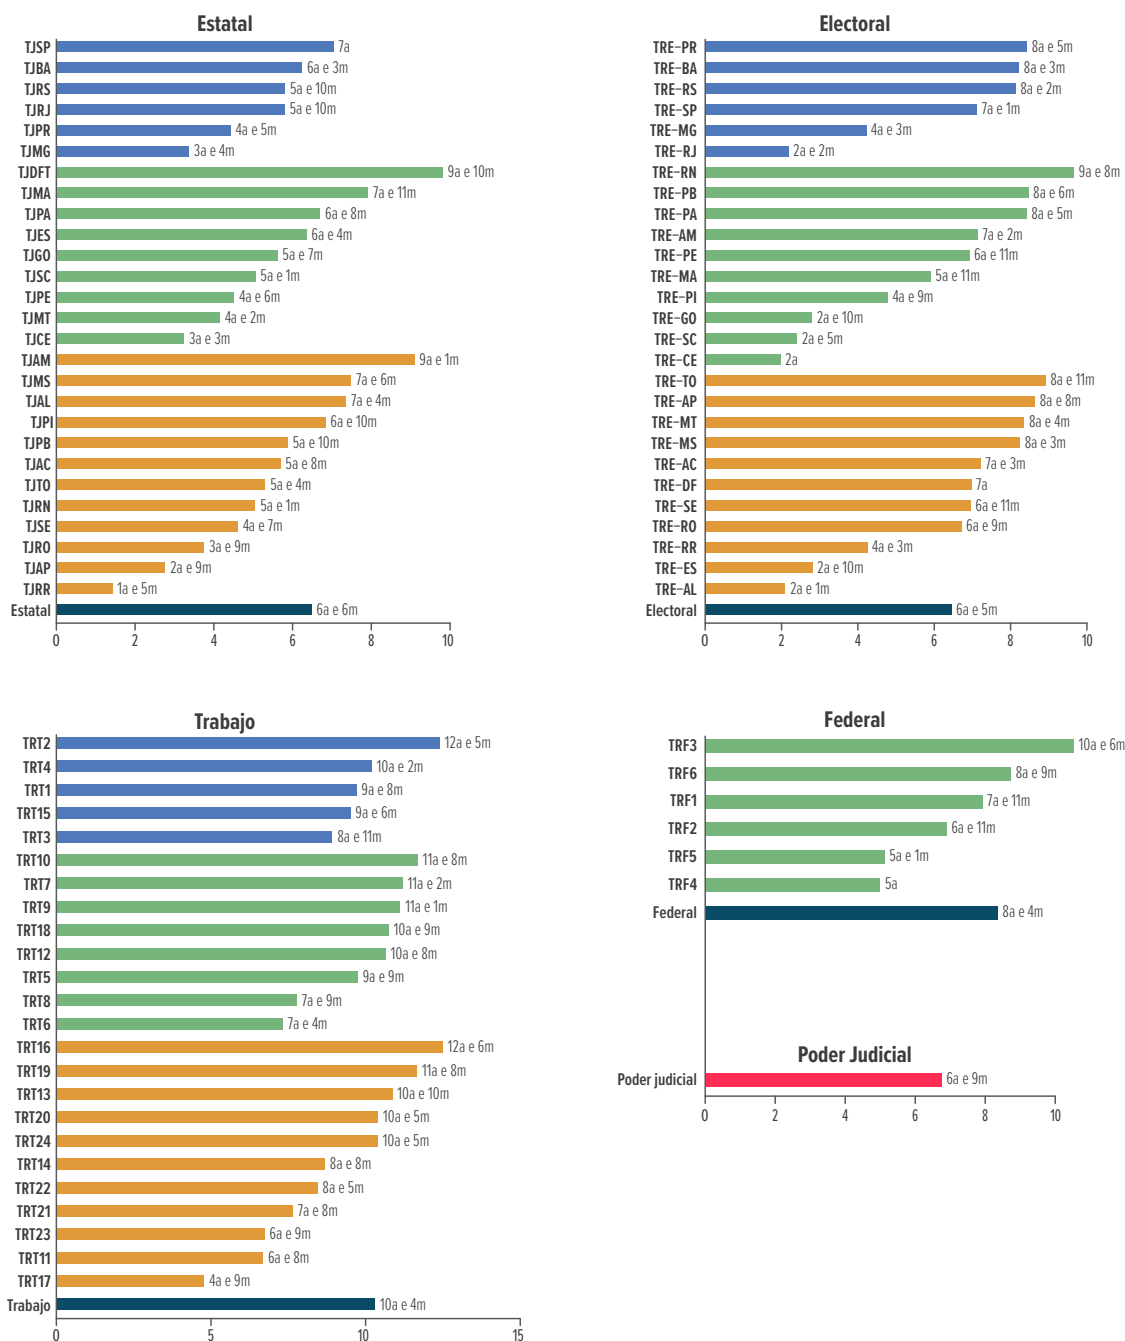 Estatal
TJSP 7a
TJBA 6a e 3m
TJRS 5a e 10m
TJRJ 5a e 10m
TJPR 4a e 5m
TJMG 3a e 4m
TJDFT 9a e 10m
TJMA 7a e 11m
TJPA 6a e 8m
TJES 6a e 4m
TJGO 5a e 7m
TJSC 5a e 1m
TJPE 4a e 6m
TJMT 4a e 2m
TJCE 3a e 3m
TJAM 9a e 1m
TJMS 7a e 6m
TJAL 7a e 4m
TJPI 6a e 10m
TJPB 5a e 10m
TJAC 5a e 8m
TJTO 5a e 4m
TJRN 5a e 1m
TJSE 4a e 7m
TJRO 3a e 9m
TJAP 2a e 9m
TJRR 1a e 5m
Estatal 6a e 6m
0 2 4 6 8 10
Electoral
TRE-PR 8a e 5m
TRE-BA 8a e 3m
TRE-RS 8a e 2m
TRE-SP 7a e 1m
TRE-MG 4a e 3m
TRE-RJ 2a e 2m
TRE-RN 9a e 8m
TRE-PB 8a e 6m
TRE-PA 8a e 5m
TRE-AM 7a e 2m
TRE-PE 6a e 11m
TRE-MA 5a e 11m
TRE-PI 4a e 9m
TRE-GO 2a e 10m
TRE-SC 2a e 5m
TRE-CE 2a
TRE-TO 8a e 11m
TRE-AP 8a e 8m
TRE-MT 8a e 4m
TRE-MS 8a e 3m
TRE-AC 7a e 3m
TRE-DF 7a
TRE-SE 6a e 11m
TRE-RO 6a e 9m
TRE-RR 4a e 3m
TRE-ES 2a e 10m
TRE-AL 2a e 1m
Electoral 6a e 5m
0 2 4 6 8 10
Trabajo
TRT2 12a e 5m
TRT4 10a e 2m
TRT1 9a e 8m
TRT15 9a e 6m
TRT3 8a e 11m
TRT10 11a e 8m
TRT7 11a e 2m
TRT9 11a e 1m
TRT18 10a e 9m
TRT12 10a e 8m
TRT5 9a e 9m
TRT8 7a e 9m
TRT6 7a e 4m
TRT16 12a e 6m
TRT19 11a e 8m
TRT13 10a e 10m
TRT20 10a e 5m
TRT24 10a e 5m
TRT14 8a e 8m
TRT22 8a e 5m
TRT21 7a e 8m
TRT23 6a e 9m
TRT11 6a e 8m
TRT17 4a e 9m
Trabajo 10a e 4m
0 5 10 15
Federal
TRF3 10a e 6m
TRF6 8a e 9m
TRF1 7a e 11m
TRF2 6a e 11m
TRF5 5a e 1m
TRF4 5a
Federal 8a e 4m
Poder Judicial
Poder judicial 6a e 9m
0 2 4 6 8 10